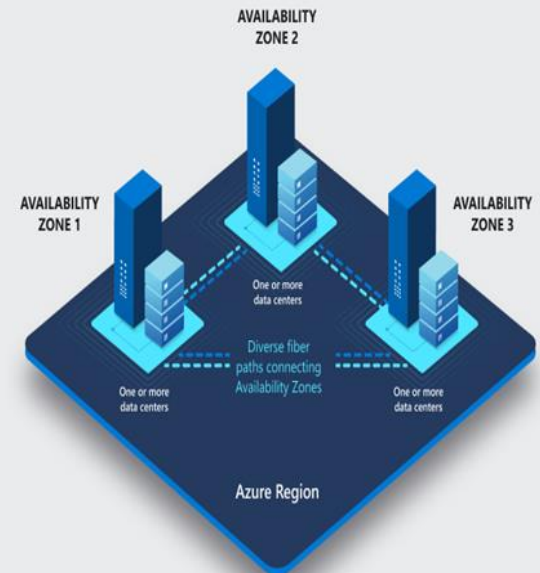 AVAILABILITY
ZONE 2
AVAILABILITY
ZONE 1
AVAILABILITY
ZONE 3
One or more
data centers
Diverse fiber
paths connecting
Availability Zones
One or more
data centers
One or more
data centers
Azure Region